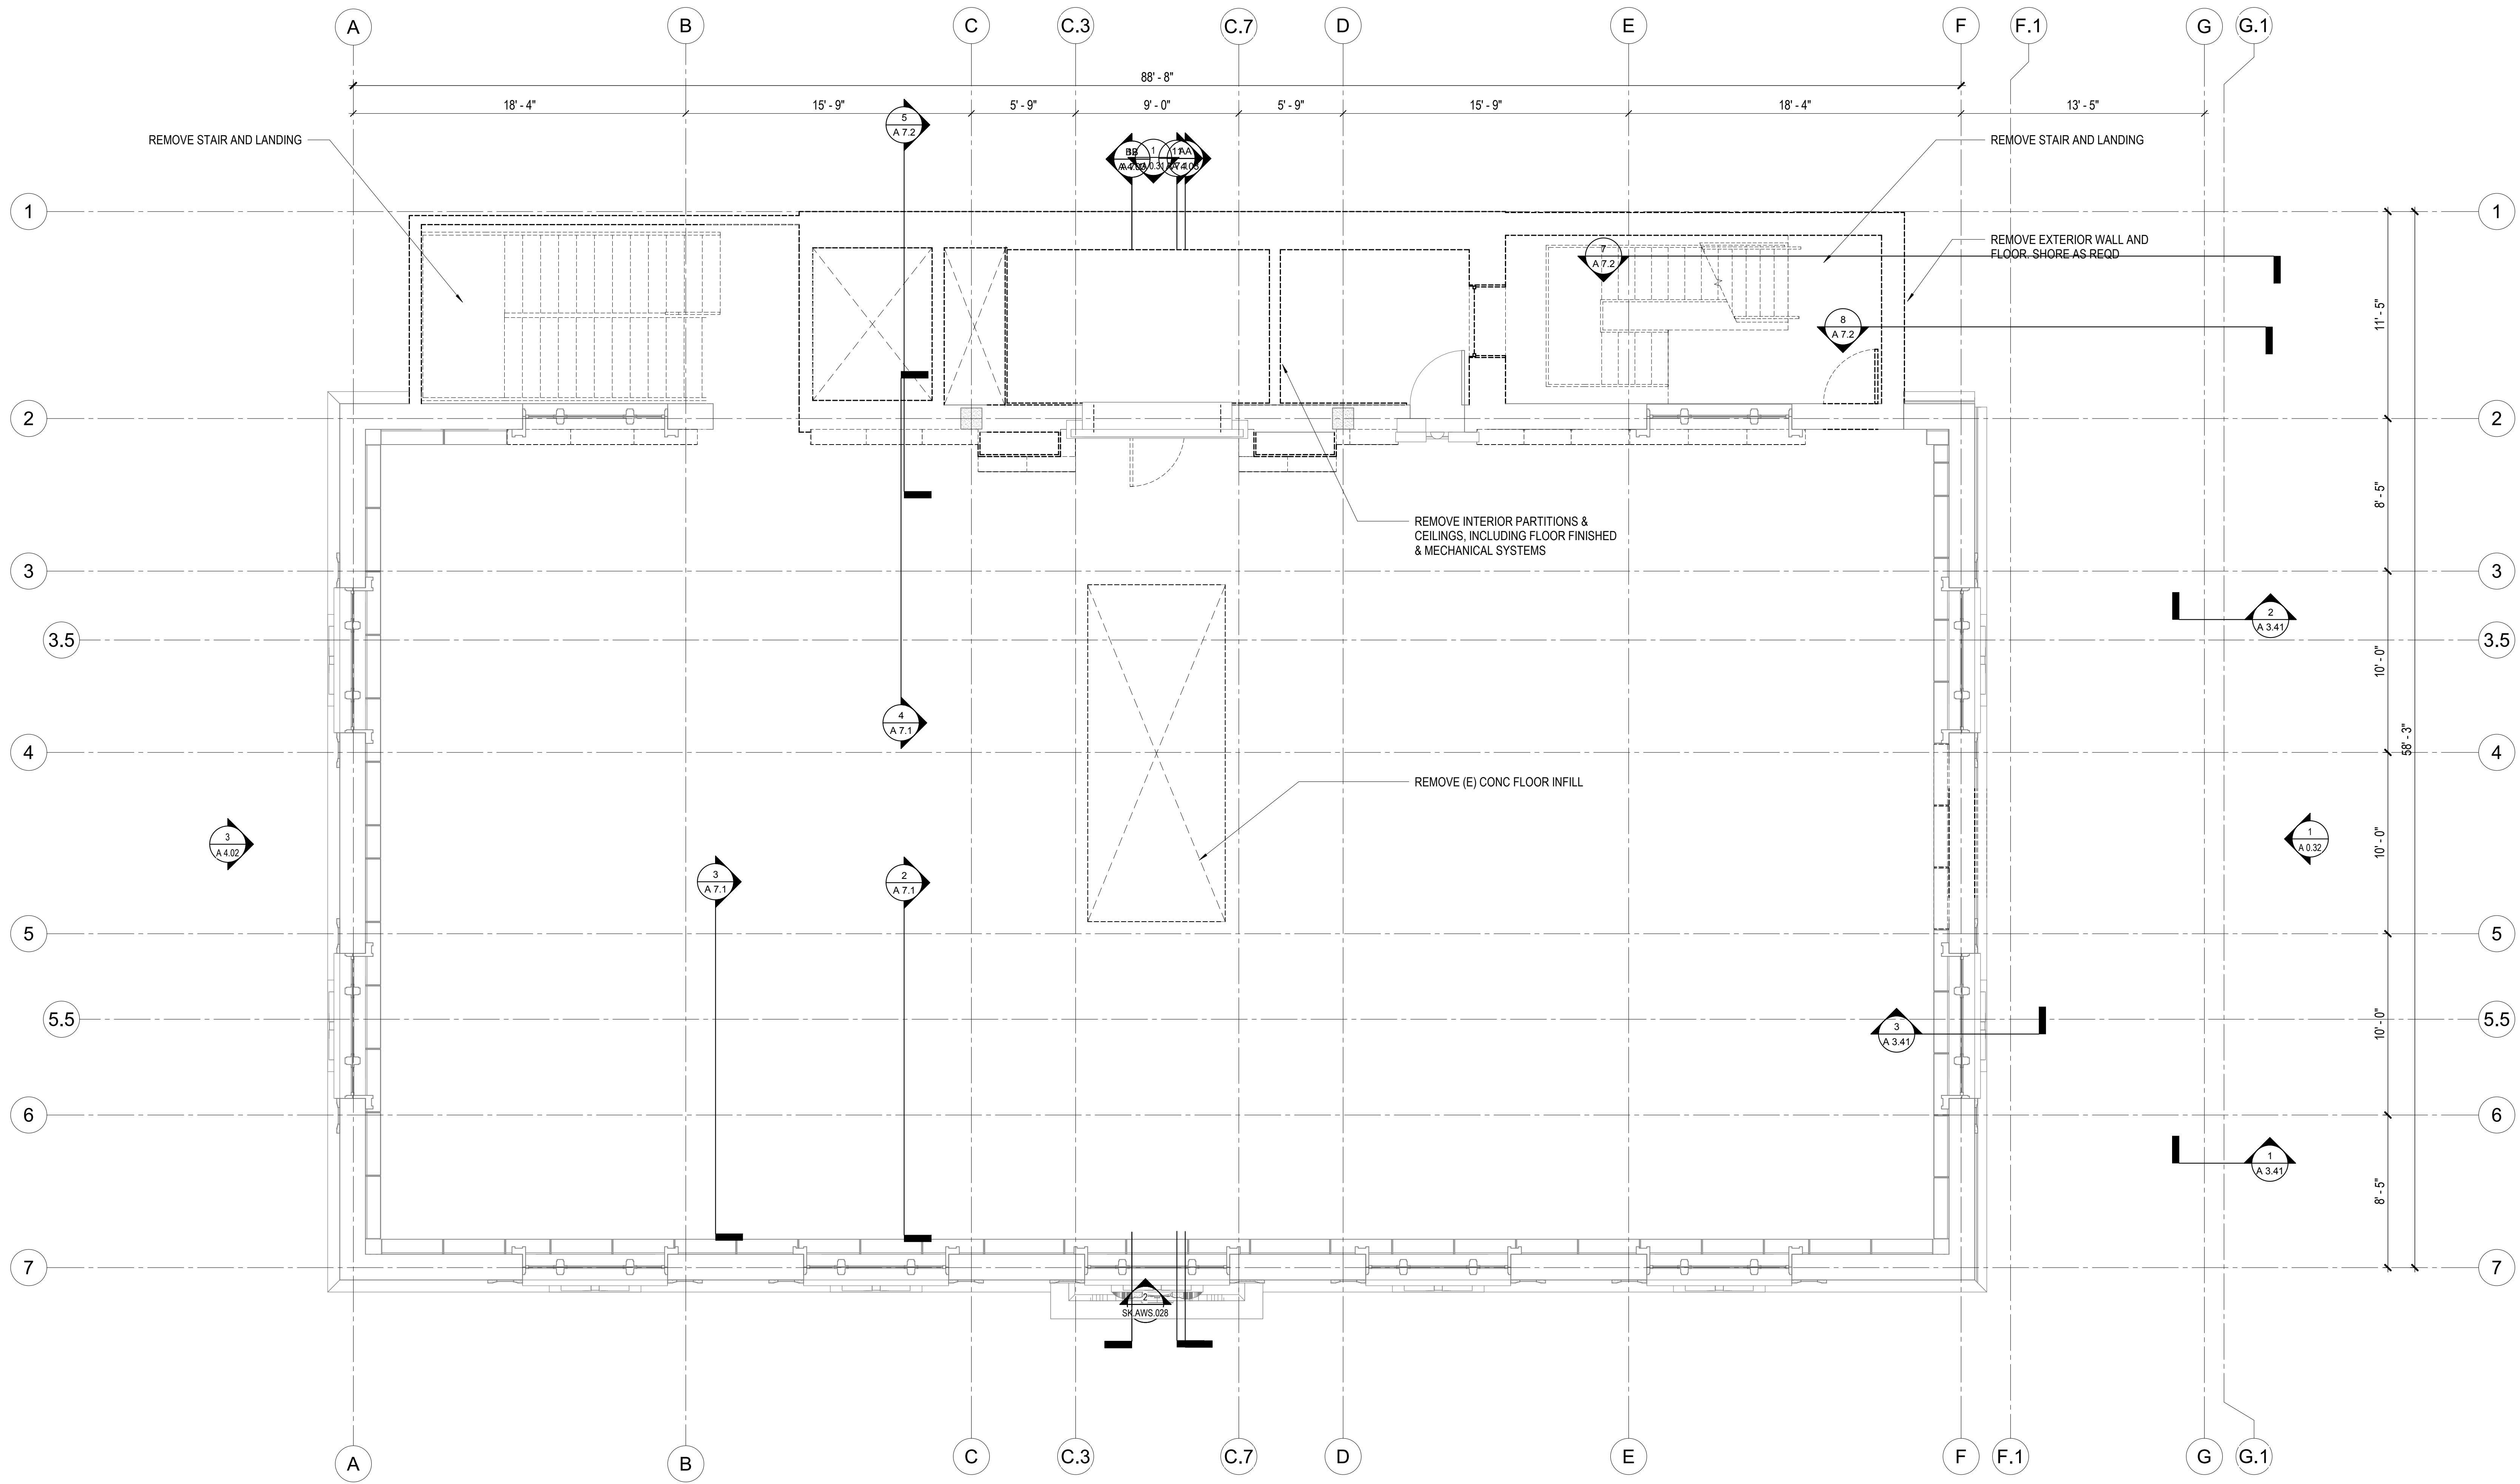 A B C C.3 C.7 D E F F.1 G G.1
88' - 8"
18' - 4" 15' - 9" 5' - 9" 9' - 0" 5' - 9" 15' - 9" 18' - 4" 13' - 5"
5
A 7.2
REMOVE STAIR AND LANDING
REMOVE STAIR AND LANDING
1
1 1
REMOVE EXTERIOR WALL AND
FLOOR. SHORE AS REQD
7
A 7.2
11' - 5"
8
A 7.2
2 2
8' - 5"
REMOVE INTERIOR PARTITIONS &
CEILINGS, INCLUDING FLOOR FINISHED
& MECHANICAL SYSTEMS
3 3
2
A 3.41
3.5 3.5
10' - 0"
4
A 7.1
58' - 3"
4 4
REMOVE (E) CONC FLOOR INFILL
3
A 4.02
10' - 0"
1
A 0.32
3
A 7.1
2
A 7.1
5 5
5.5 5.5
10' - 0"
3
A 3.41
6 6
1
A 3.41
8' - 5"
7 7
2
SK.AWS.028
A B C C.3 C.7 D E F F.1 G G.1